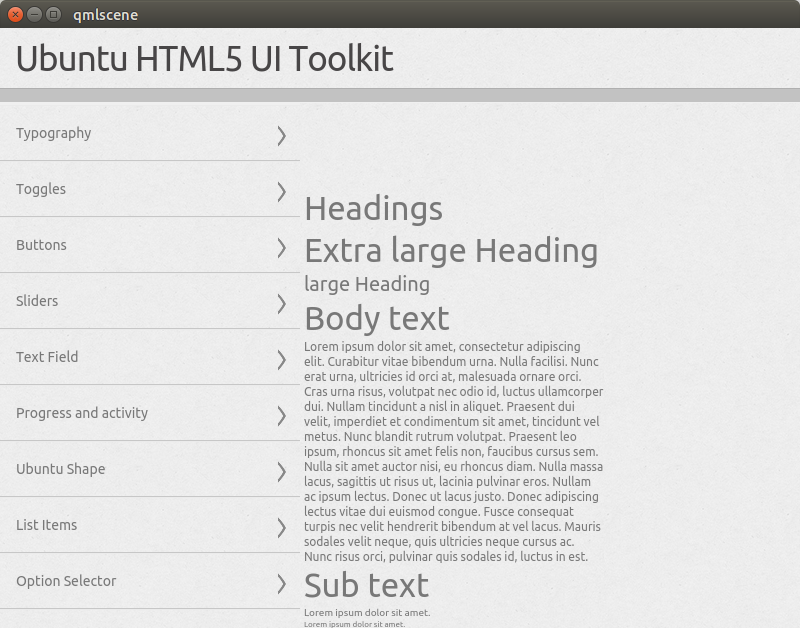 qmlscene
Ubuntu HTML5 UI Toolkit
Typography
Toggles
Buttons
Sliders
Text Field
Progress and activity
Ubuntu Shape
List Items
Option Selector
Headings
Extra large Heading
large Heading
Body text
Lorem ipsum dolor sit amet, consectetur adipiscing
elit. Curabitur vitae bibendum urna. Nulla facilisi. Nunc
erat urna, ultricies id orci at, malesuada ornare orci.
Cras urna risus, volutpat nec odio id, luctus ullamcorper
dui. Nullam tincidunt a nisl in aliquet. Praesent dui
velit, imperdiet et condimentum sit amet, tincidunt vel
metus. Nunc blandit rutrum volutpat. Praesent leo
ipsum, rhoncus sit amet felis non, faucibus cursus sem.
Nulla sit amet auctor nisi, eu rhoncus diam. Nulla massa
lacus, sagittis ut risus ut, lacinia pulvinar eros. Nullam
ac ipsum lectus. Donec ut lacus justo. Donec adipiscing
lectus vitae dui euismod congue. Fusce consequat
turpis nec velit hendrerit bibendum at vel lacus. Mauris
sodales velit neque, quis ultricies neque cursus ac.
Nunc risus orci, pulvinar quis sodales id, luctus in est.
Sub text
Lorem ipsum dolor sit amet.
Lorem ipsum dolor sit amet.